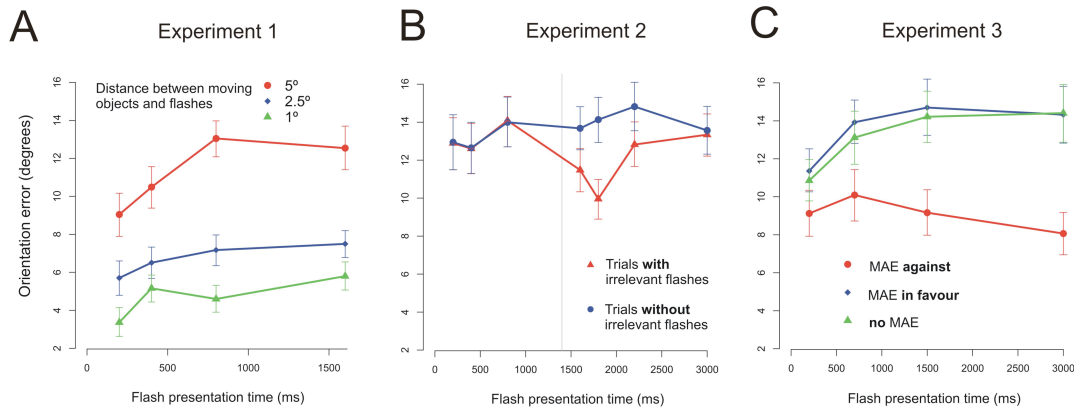 A
Experiment 1
Distance between moving
objects and flashes
5º
2.5º
1º
Orientation error (degrees)
16
14
12
10
8
6
4
2
0
500
1000
1500
Flash presentation time (ms)
B
Experiment 2
16
14
12
10
8
6
4
2
Trials with
irrelevant flashes
Trials without
irrelevant flashes
0
500
1000
1500
2000
2500
3000
Flash presentation time (ms)
C
Experiment 3
16
14
12
10
8
6
4
2
MAE against
MAE in favour
no MAE
0
500
1000
1500
2000
2500
3000
Flash presentation time (ms)